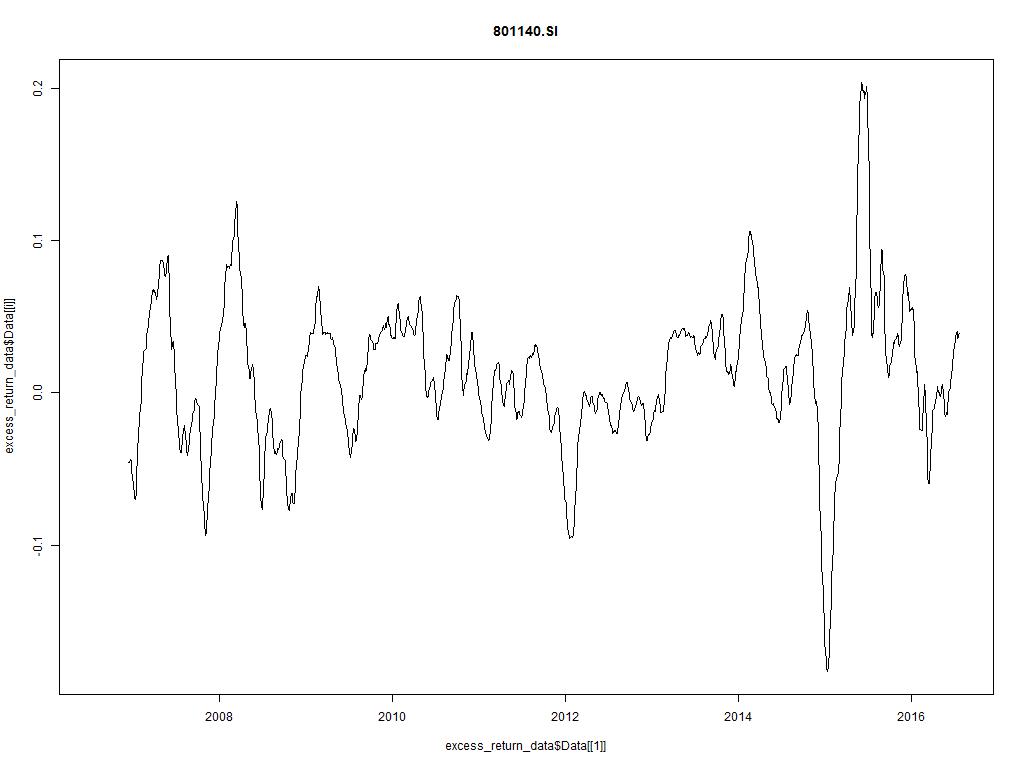 801140.SI
0.2
0.1
0.0
-0.1
excess_return_data$Data[[i]]
2008 2010 2012 2014 2016
excess_return_data$Data[[1]]